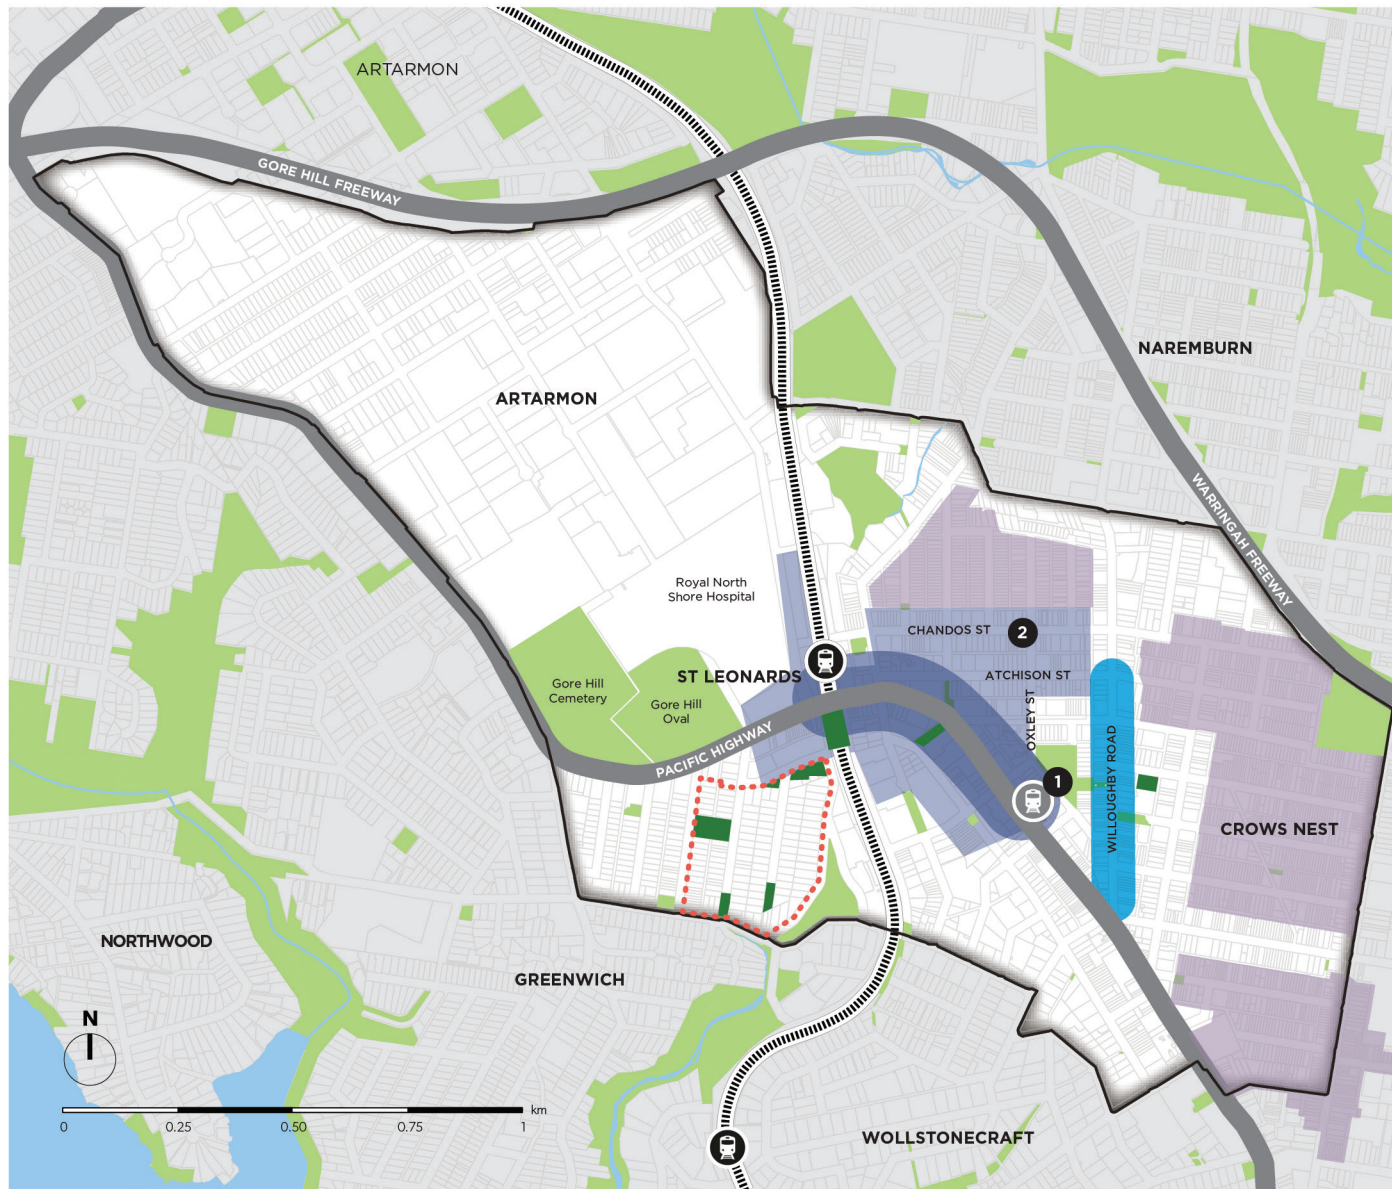 ARTARMON
GORE HILL FREEWAY
NAREMBURN
ARTARMON
WARRINGAH FREEWAY
Royal North
Shore Hospital
CHANDOS ST
2
ST LEONARDS
ATCHISON ST
Gore Hill
Cemetery
Gore Hill
Oval
OXLEY ST
PACIFIC HIGHWAY
WILLOUGHBY ROAD
1
CROWS NEST
NORTHWOOD
GREENWICH
N
km
0
0.25
0.50
0.75
1
WOLLSTONECRAFT